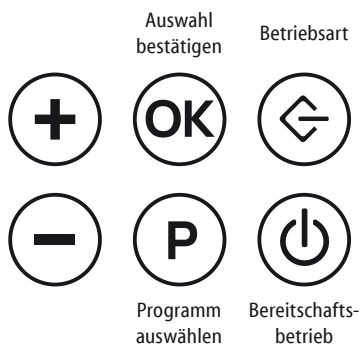 Auswahl
bestätigen
Betriebsart
+
OK
−
P
Programm
auswählen
Bereitschafts-
betrieb